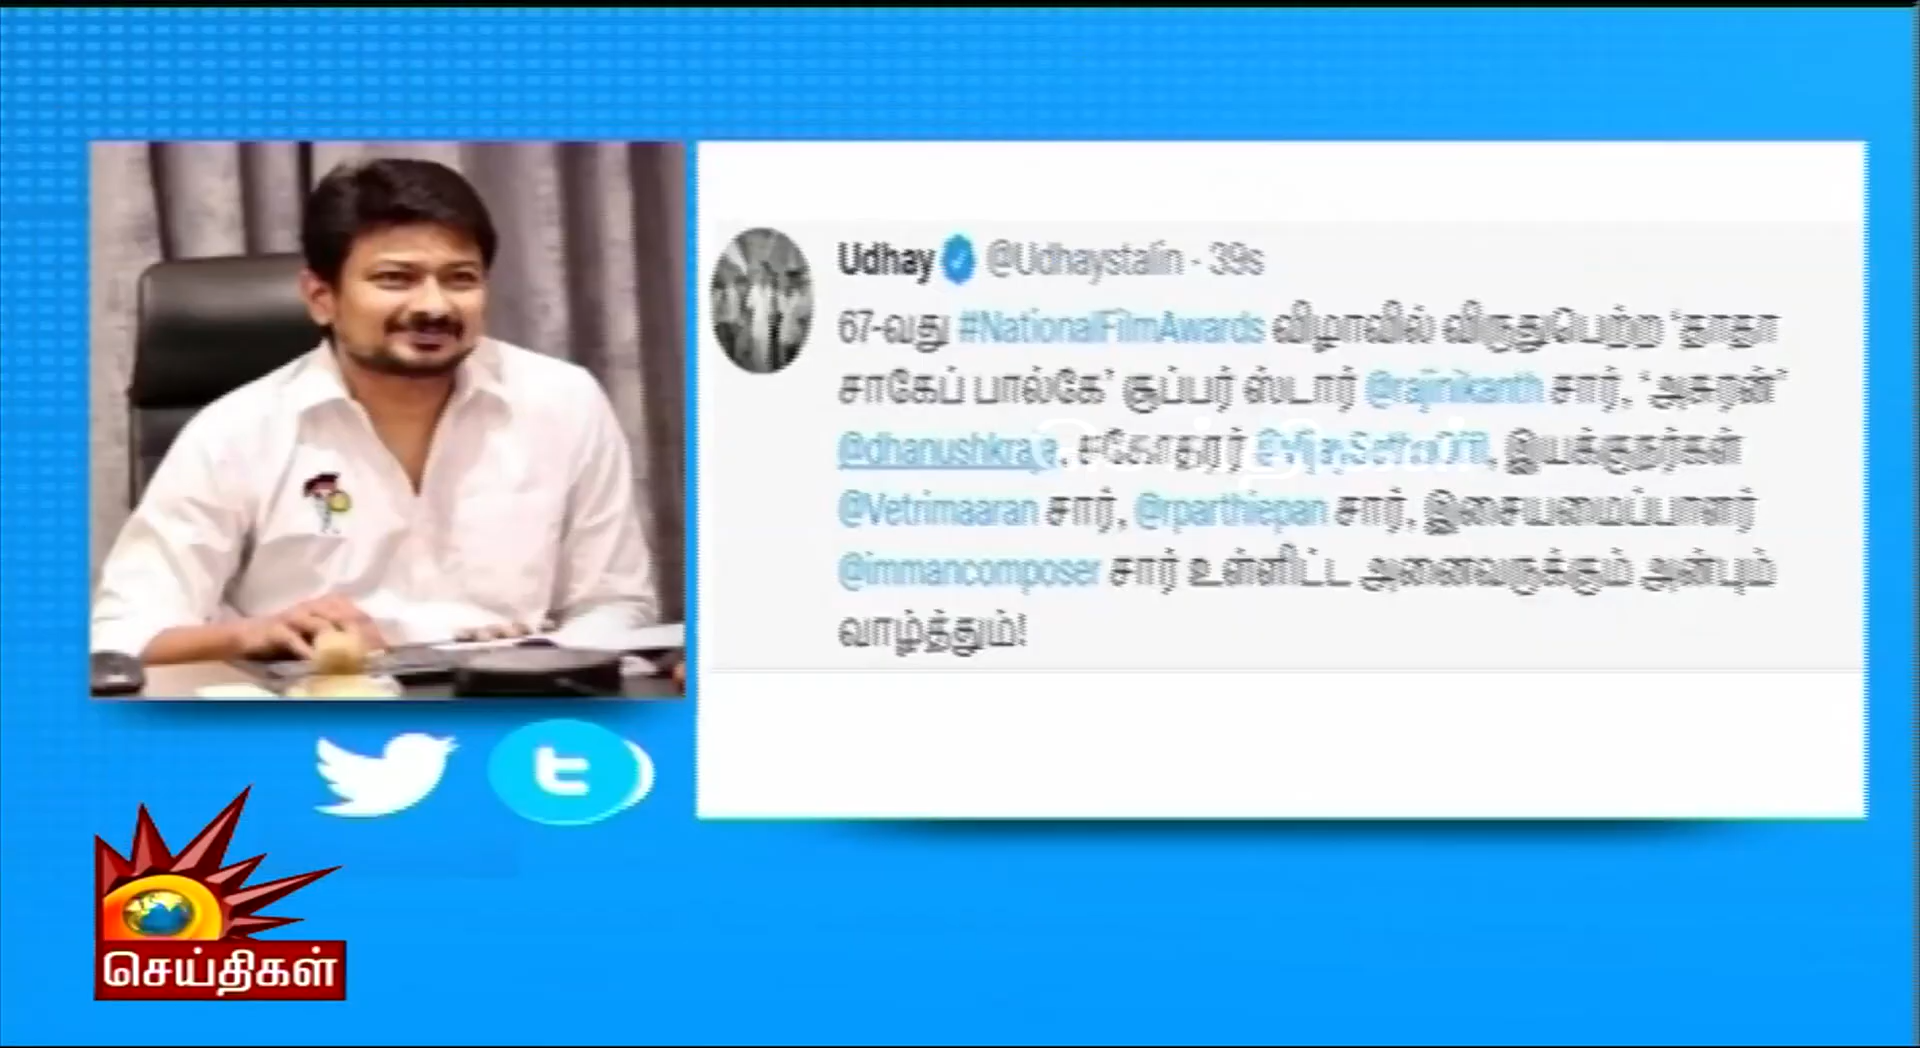 Udhay @Udhaystalin · 39s
67-வது #NationalFilmAwards விழாவில் விருதுபெற்ற 'தாதா
சாகேப் பால்கே' சூப்பர் ஸ்டார் @rajinikanth சார், 'அசுரன்'
@dhanushkraja, சகோதரர் இயக்குநர்கள்
@Vetrimaaran சார், @rparthiepan சார், இசையமைப்பாளர்
@immancomposer சார் உள்ளிட்ட அனைவருக்கும் அன்பும்
வாழ்த்தும்!
t
செய்திகள்